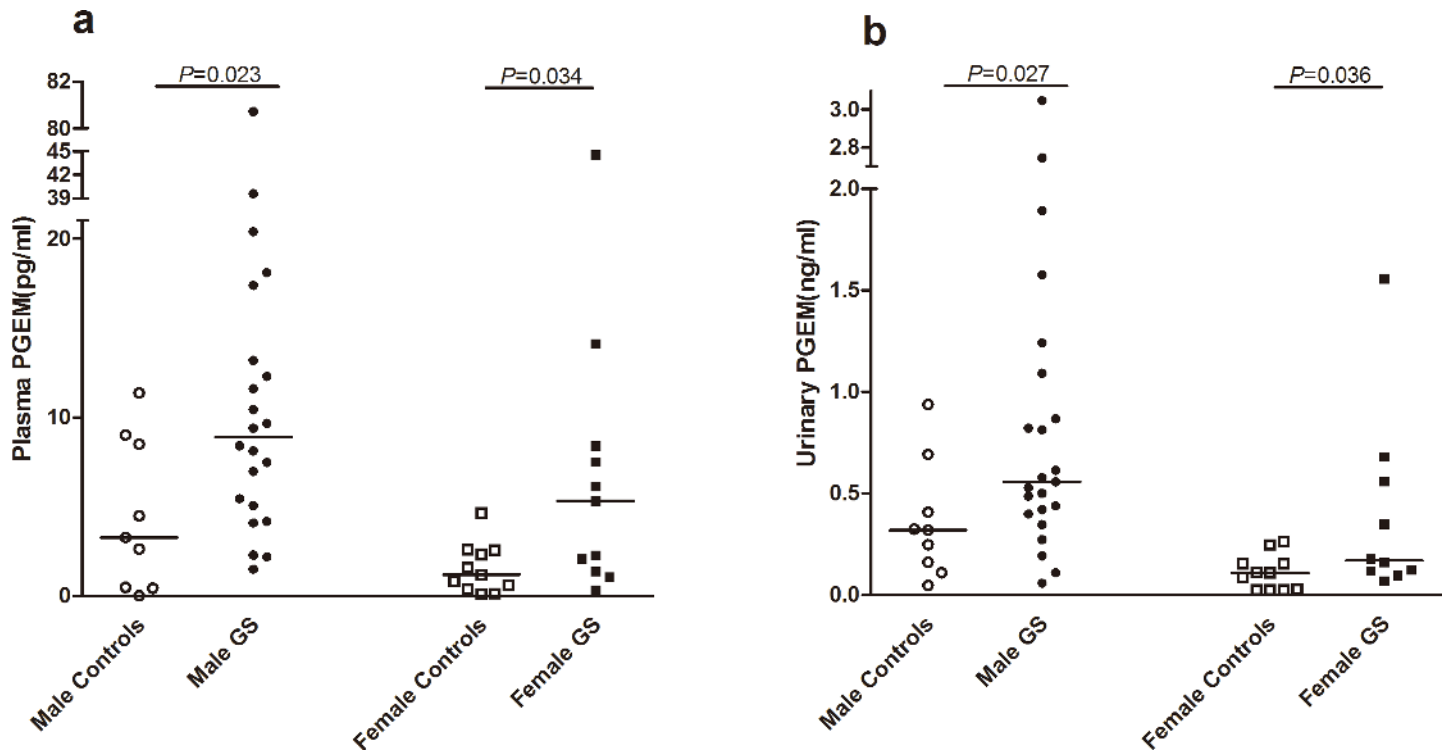 a
P=0.023
P=0.034
82
80
45
42
39
20
10
0
Plasma PGEM(pg/ml)
Male Controls
Male GS
Female Controls
Female GS
b
P=0.027
P=0.036
3.0
2.8
2.0
1.5
1.0
0.5
0.0
Urinary PGEM(ng/ml)
Male Controls
Male GS
Female Controls
Female GS